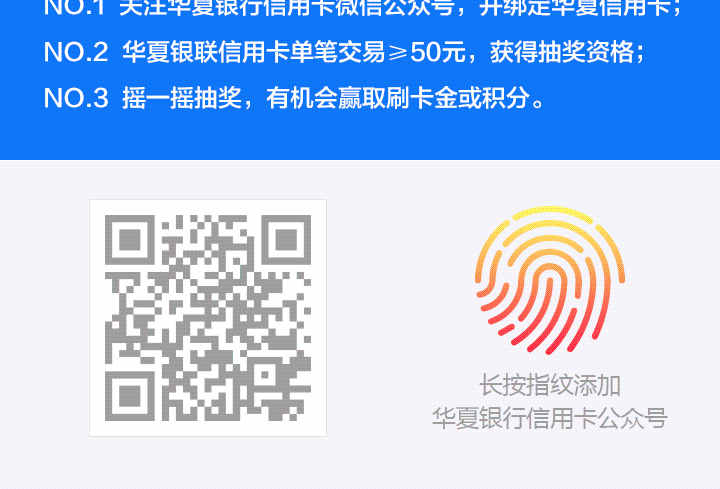 NO.1 关注华夏银行信用卡微信公众号，并绑定华夏信用卡；
NO.2 华夏银联信用卡单笔交易≥50元，获得抽奖资格；
NO.3 摇一摇抽奖，有机会赢取刷卡金或积分。
长按指纹添加
华夏银行信用卡公众号